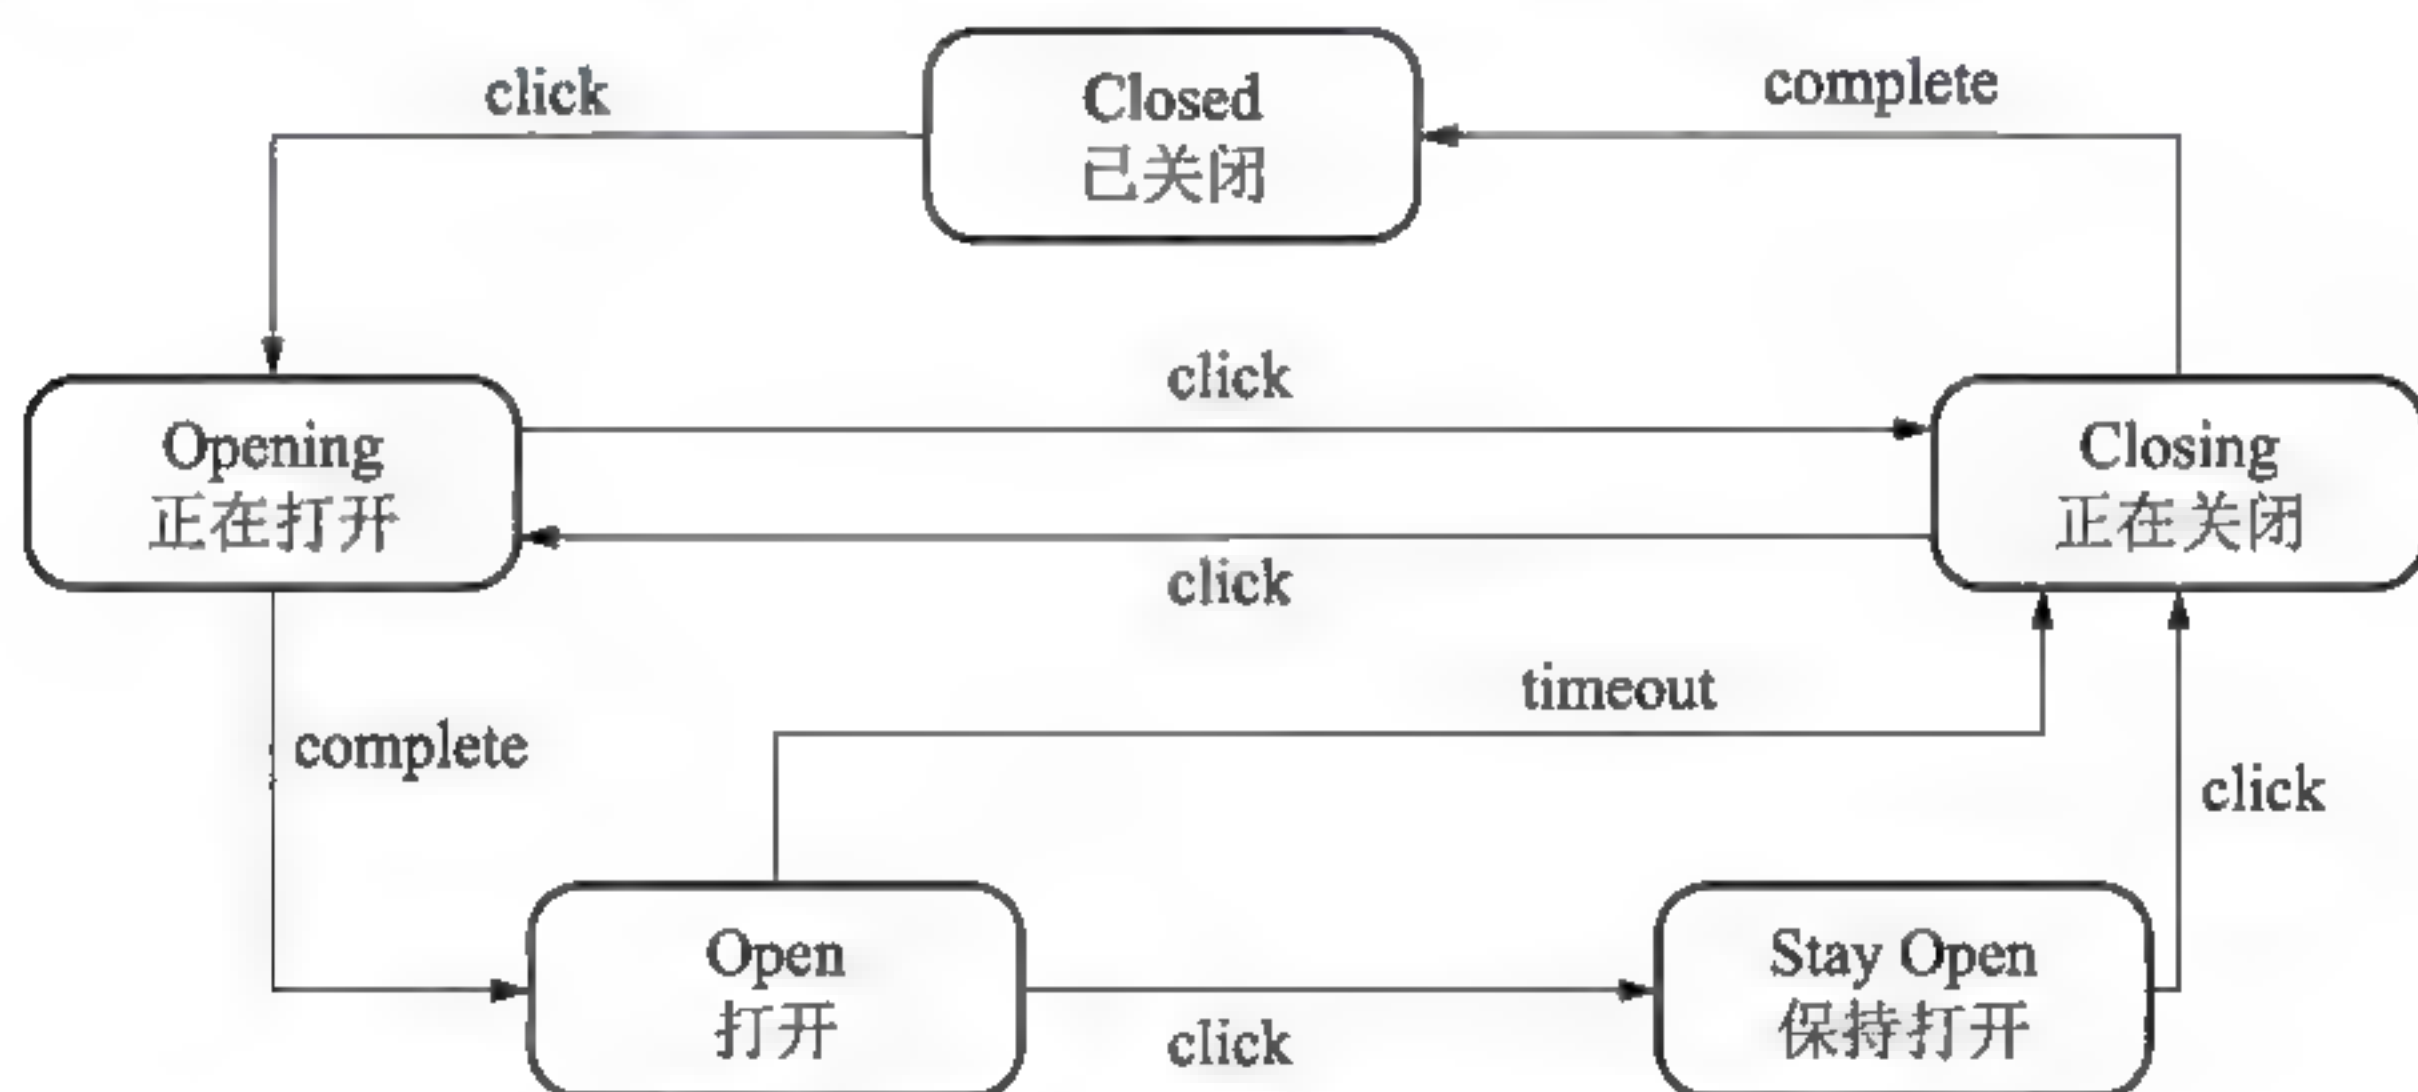 click
Closed
已关闭
complete
click
Opening
正在打开
Closing
正在关闭
click
timeout
complete
click
Open
打开
click
Stay Open
保持打开